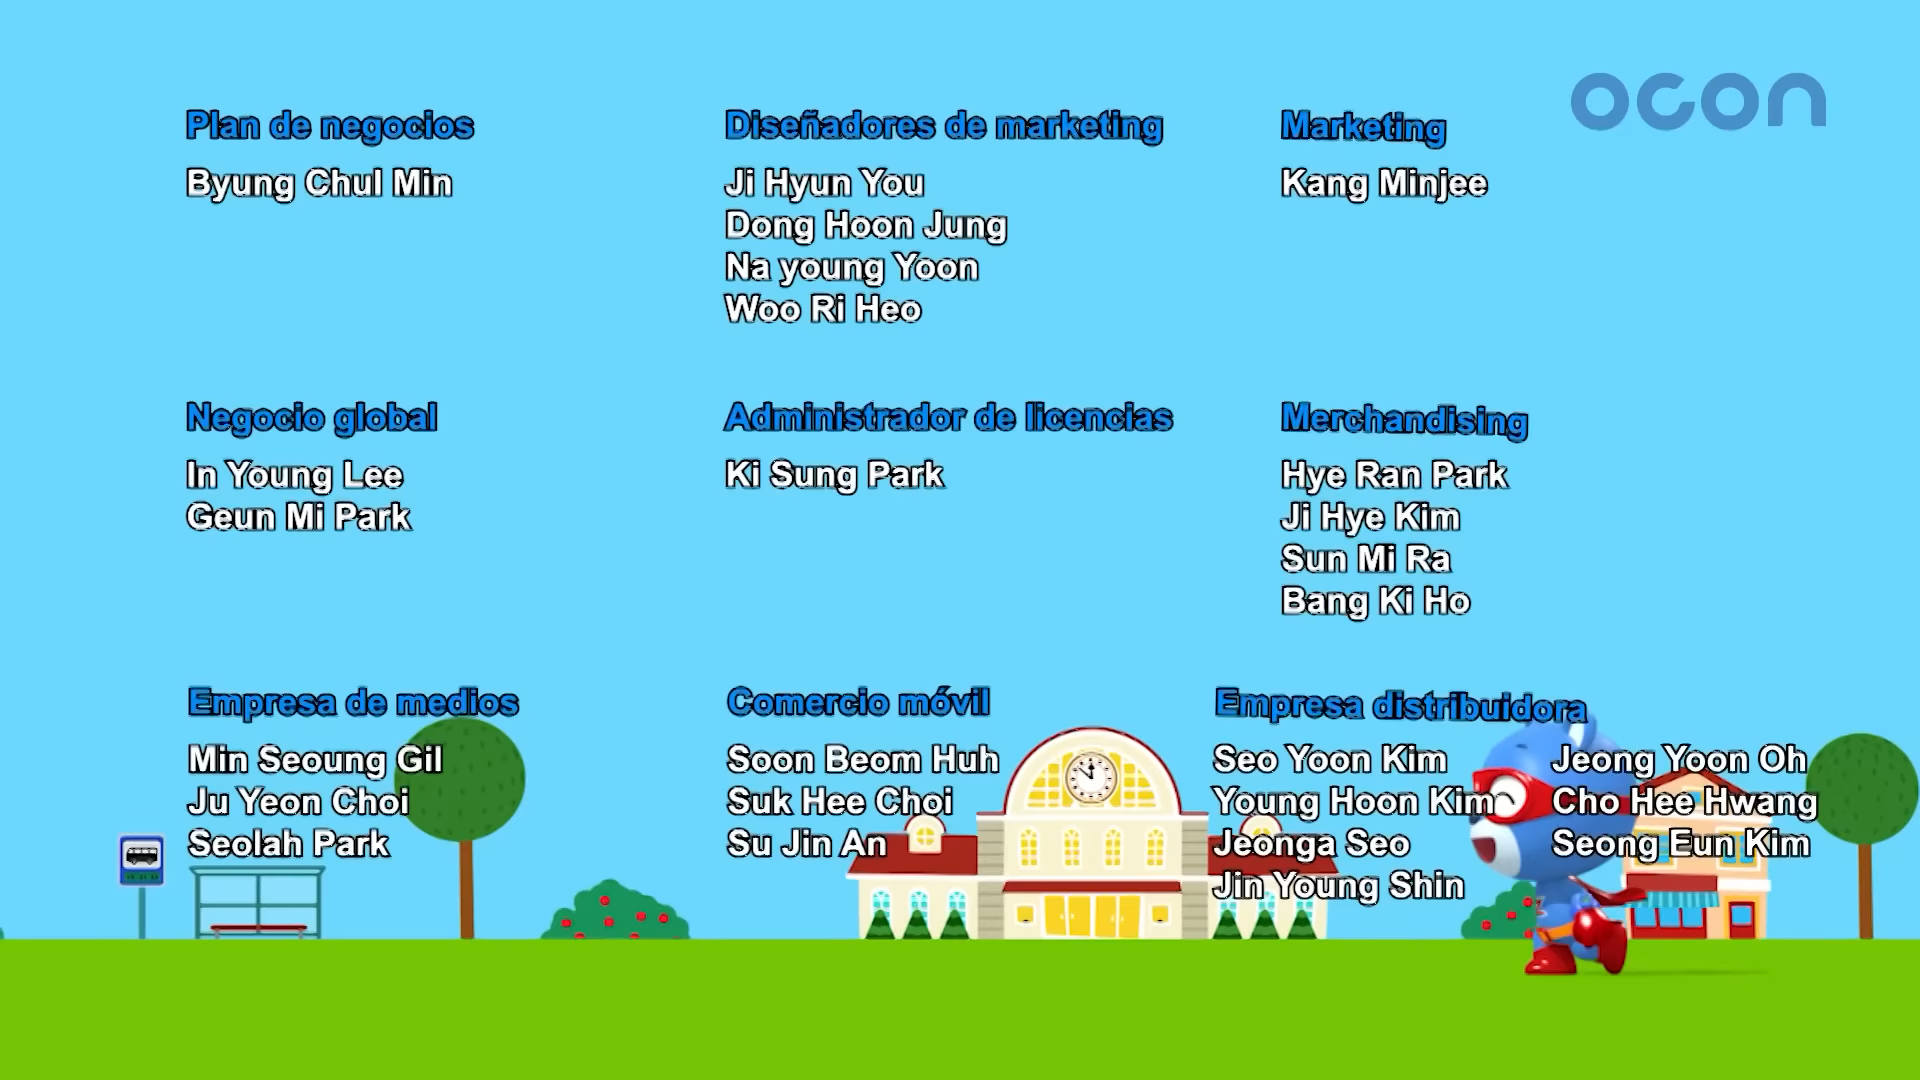 ocon
Plan de negocios
Byung Chul Min
Diseñadores de marketing
Ji Hyun You
Dong Hoon Jung
Na young Yoon
Woo Ri Heo
Marketing
Kang Minjee
Negocio global
In Young Lee
Geun Mi Park
Administrador de licencias
Ki Sung Park
Merchandising
Hye Ran Park
Ji Hye Kim
Sun Mi Ra
Bang Ki Ho
Empresa de medios
Min Seoung Gil
Ju Yeon Choi
Seolah Park
Comercio móvil
Soon Beom Huh
Suk Hee Choi
Su Jin An
Empresa distribuidora
Seo Yoon Kim
Young Hoon Kim
Jeonga Seo
Jin Young Shin
Jeong Yoon Oh
Cho Hee Hwang
Seong Eun Kim